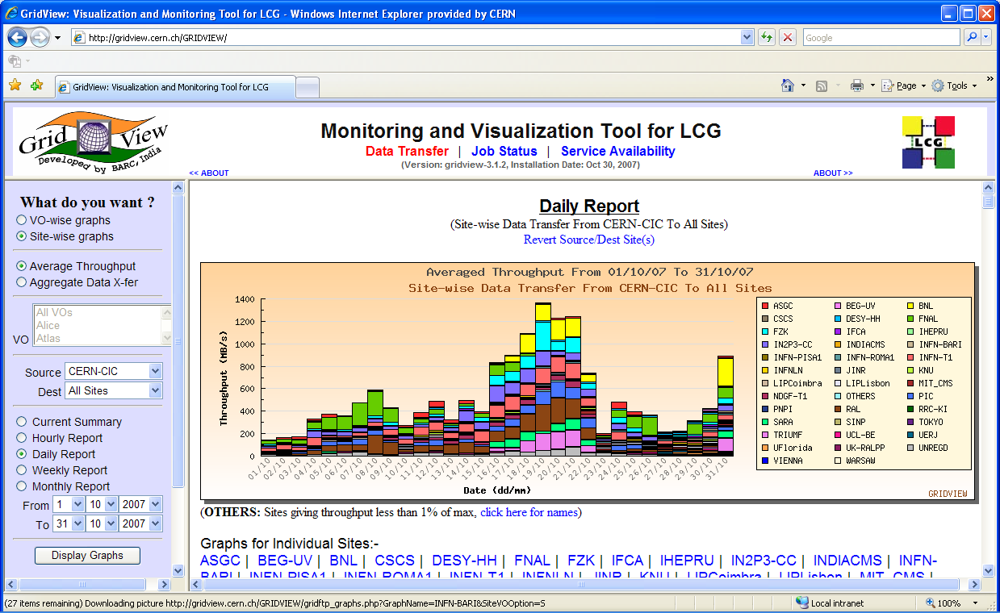 GridView: Visualization and Monitoring Tool for LCG - Windows Internet Explorer provided by CERN
http://gridview.cern.ch/GRIDVIEW/
Google
GridView: Visualization and Monitoring Tool for LCG
Page
Tools
Grid View
Developed by BARC, India
Monitoring and Visualization Tool for LCG
Data Transfer | Job Status | Service Availability
(Version: gridview-3.1.2, Installation Date: Oct 30, 2007)
<< ABOUT
ABOUT >>
LCG
What do you want ?
VO-wise graphs
Site-wise graphs
Average Throughput
Aggregate Data X-fer
VO
All VOs
Alice
Atlas
Source CERN-CIC
Dest All Sites
Current Summary
Hourly Report
Daily Report
Weekly Report
Monthly Report
From 1 10 2007
To 31 10 2007
Display Graphs
Daily Report
(Site-wise Data Transfer From CERN-CIC To All Sites)
Revert Source/Dest Site(s)
Averaged Throughput From 01/10/07 To 31/10/07
Site-wise Data Transfer From CERN-CIC To All Sites
Throughput (MB/s)
1400
1200
1000
800
600
400
200
0
01/10 02/10 03/10 04/10 05/10 06/10 07/10 08/10 09/10 10/10 11/10 12/10 13/10 14/10 15/10 16/10 17/10 18/10 19/10 20/10 21/10 22/10 23/10 24/10 25/10 26/10 27/10 28/10 29/10 30/10 31/10
Date (dd/mm)
ASGC BEG-UV BNL
CSCS DESY-HH FNAL
FZK IFCA IHEPRU
IN2P3-CC INDIACMS INFN-BARI
INFN-PISA1 INFN-ROMA1 INFN-T1
INFNLN JINR KNU
LIPCoimbra LIPLisbon MIT_CMS
NDGF-T1 OTHERS PIC
PNPI RAL RRC-KI
SARA SINP TOKYO
TRIUMF UCL-BE UERJ
UFlorida UK-RALPP UNREGD
VIENNA WARSAW
GRIDVIEW
(OTHERS: Sites giving throughput less than 1% of max, click here for names)
Graphs for Individual Sites:-
ASGC | BEG-UV | BNL | CSCS | DESY-HH | FNAL | FZK | IFCA | IHEPRU | IN2P3-CC | INDIACMS | INFN-
BARI | INFN-PISA1 | INFN-ROMA1 | INFN-T1 | INFNLN | JINR | KNU | LIPCoimbra | LIPLisbon | MIT_CMS |
(27 items remaining) Downloading picture http://gridview.cern.ch/GRIDVIEW/gridftp_graphs.php?GraphName=INFN-BARI&SiteVOOption=S
Local intranet
100%